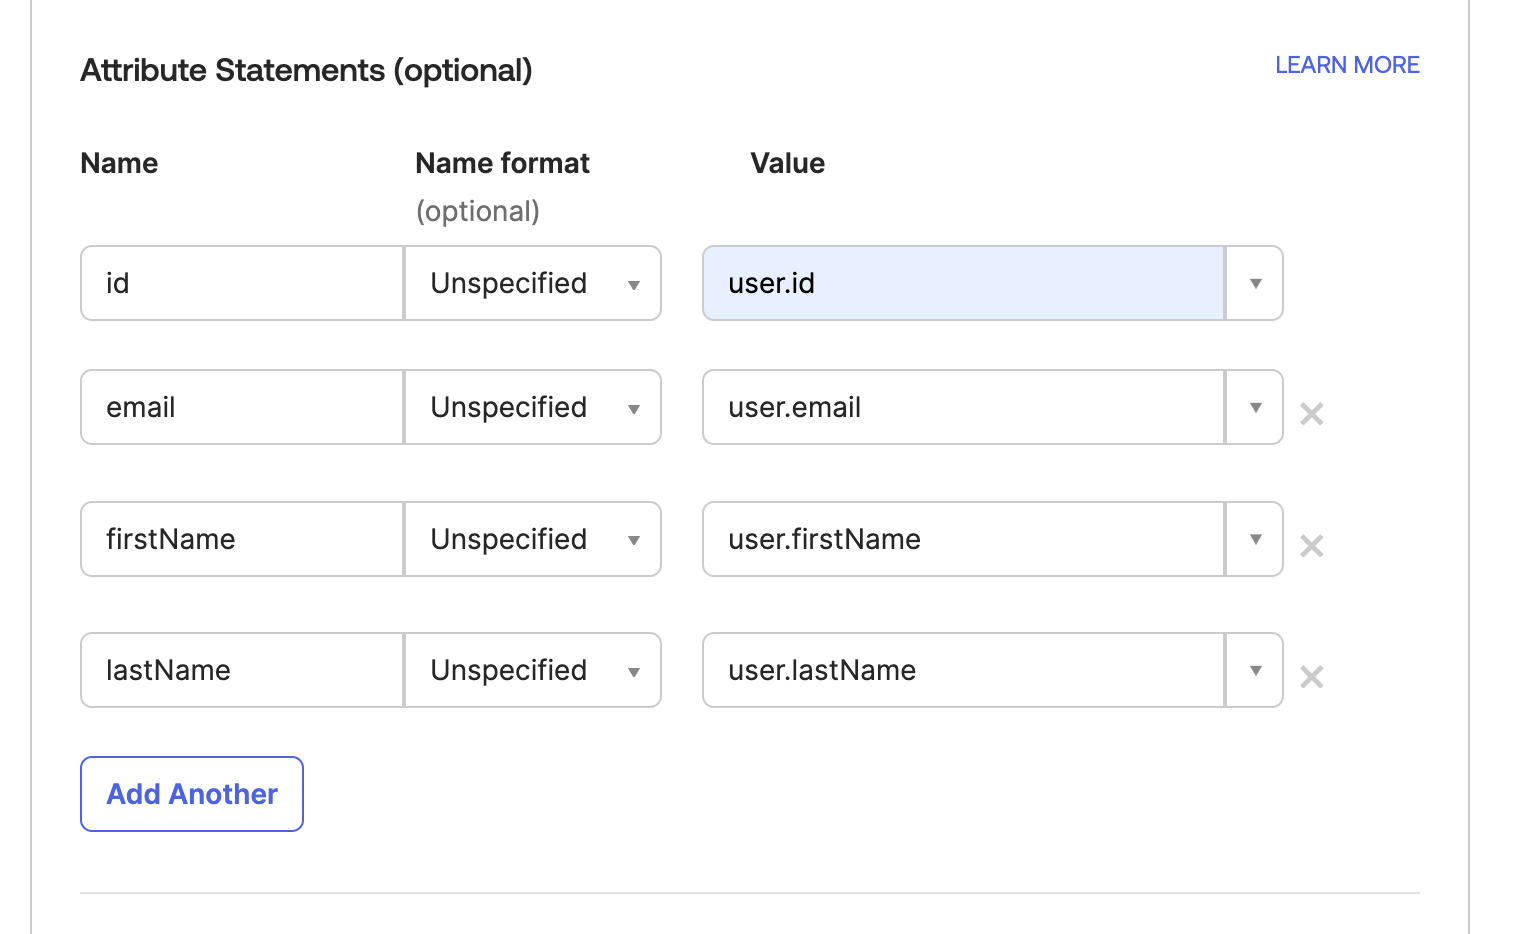 Attribute Statements (optional)
LEARN MORE
Name
Name format
Value
(optional)
id
Unspecified
user.id
email
Unspecified
user.email
firstName
Unspecified
user.firstName
lastName
Unspecified
user.lastName
Add Another